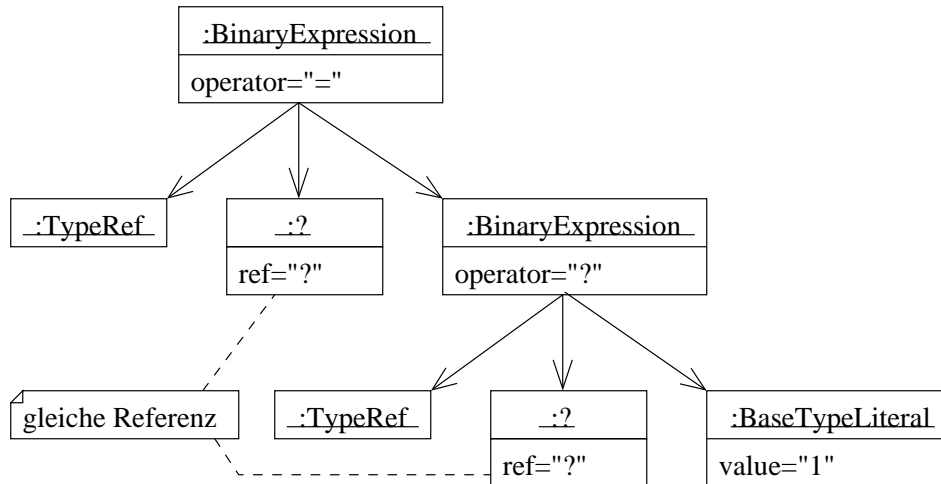 :BinaryExpression
operator="="
:TypeRef
:?
ref="?"
:BinaryExpression
operator="?"
gleiche Referenz
:TypeRef
:?
ref="?"
:BaseTypeLiteral
value="1"